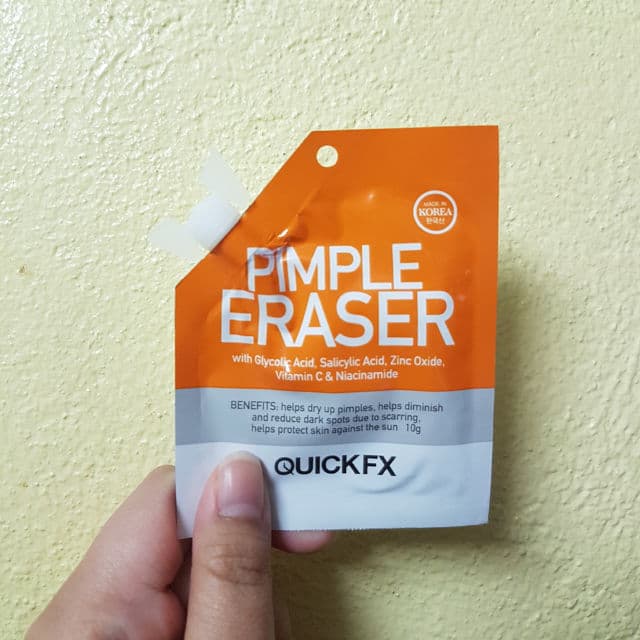 MADE IN
KOREA
한국산
PIMPLE
ERASER
with Glycolic Acid, Salicylic Acid, Zinc Oxide,
Vitamin C & Niacinamide
BENEFITS: helps dry up pimples, helps diminish
and reduce dark spots due to scarring,
helps protect skin against the sun 10g
QUICKFX